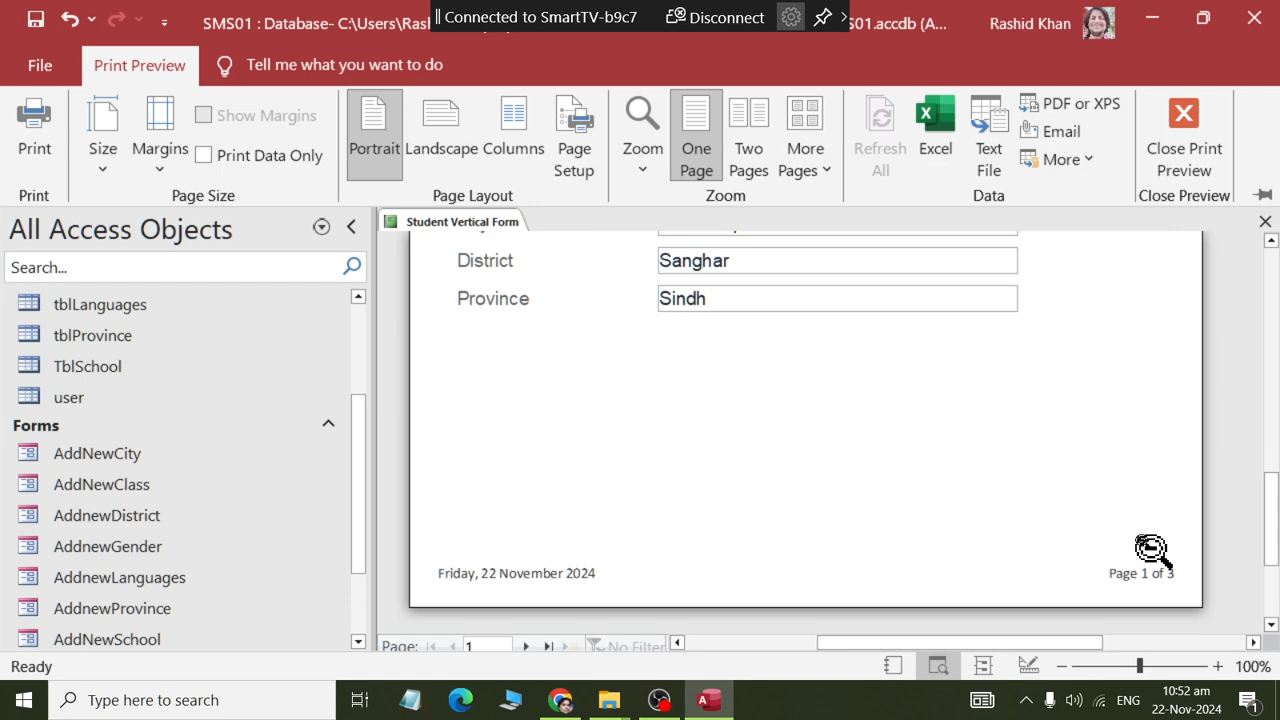 SMS01 : Database- C:\Users\Ras
Connected to SmartTV-b9c7
Disconnect
S01.accdb (A...
Rashid Khan
File
Print Preview
Tell me what you want to do
Print
Size
Margins
Show Margins
Print Data Only
Portrait
Landscape
Columns
Page Setup
Zoom
One Page
Two Pages
More Pages
Refresh All
Excel
Text File
PDF or XPS
Email
More
Close Print Preview
Print
Page Size
Page Layout
Zoom
Data
Close Preview
All Access Objects
Search...
tblLanguages
tblProvince
TblSchool
user
Forms
AddNewCity
AddNewClass
AddnewDistrict
AddnewGender
AddnewLanguages
AddnewProvince
AddNewSchool
Student Vertical Form
District Sanghar
Province Sindh
Friday, 22 November 2024
Page 1 of 3
Page: 1
No Filter
Ready
100%
Type here to search
ENG
10:52 am
22-Nov-2024
1